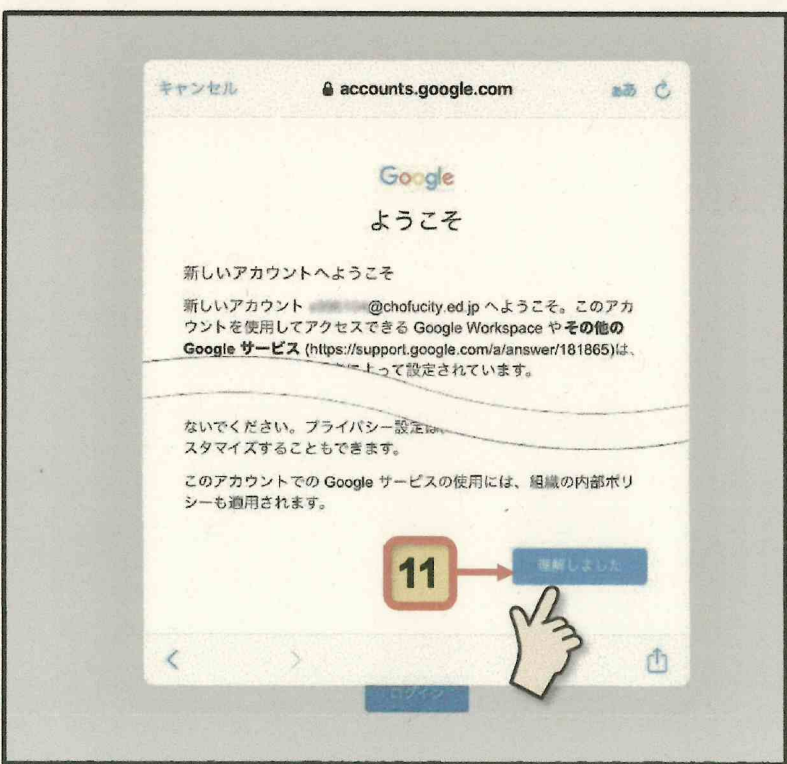 キャンセル accounts.google.com ぁあ
Google
ようこそ
新しいアカウントへようこそ
新しいアカウント @chofucity.ed.jp へようこそ。このアカ
ウントを使用してアクセスできる Google Workspace やその他の
Google サービス (https://support.google.com/a/answer/181865)は、
によって設定されています。
ないでください。プライバシー設定は、
スタマイズすることもできます。
このアカウントでの Google サービスの使用には、組織の内部ポリ
シーも適用されます。
11 理解しました
ログイン